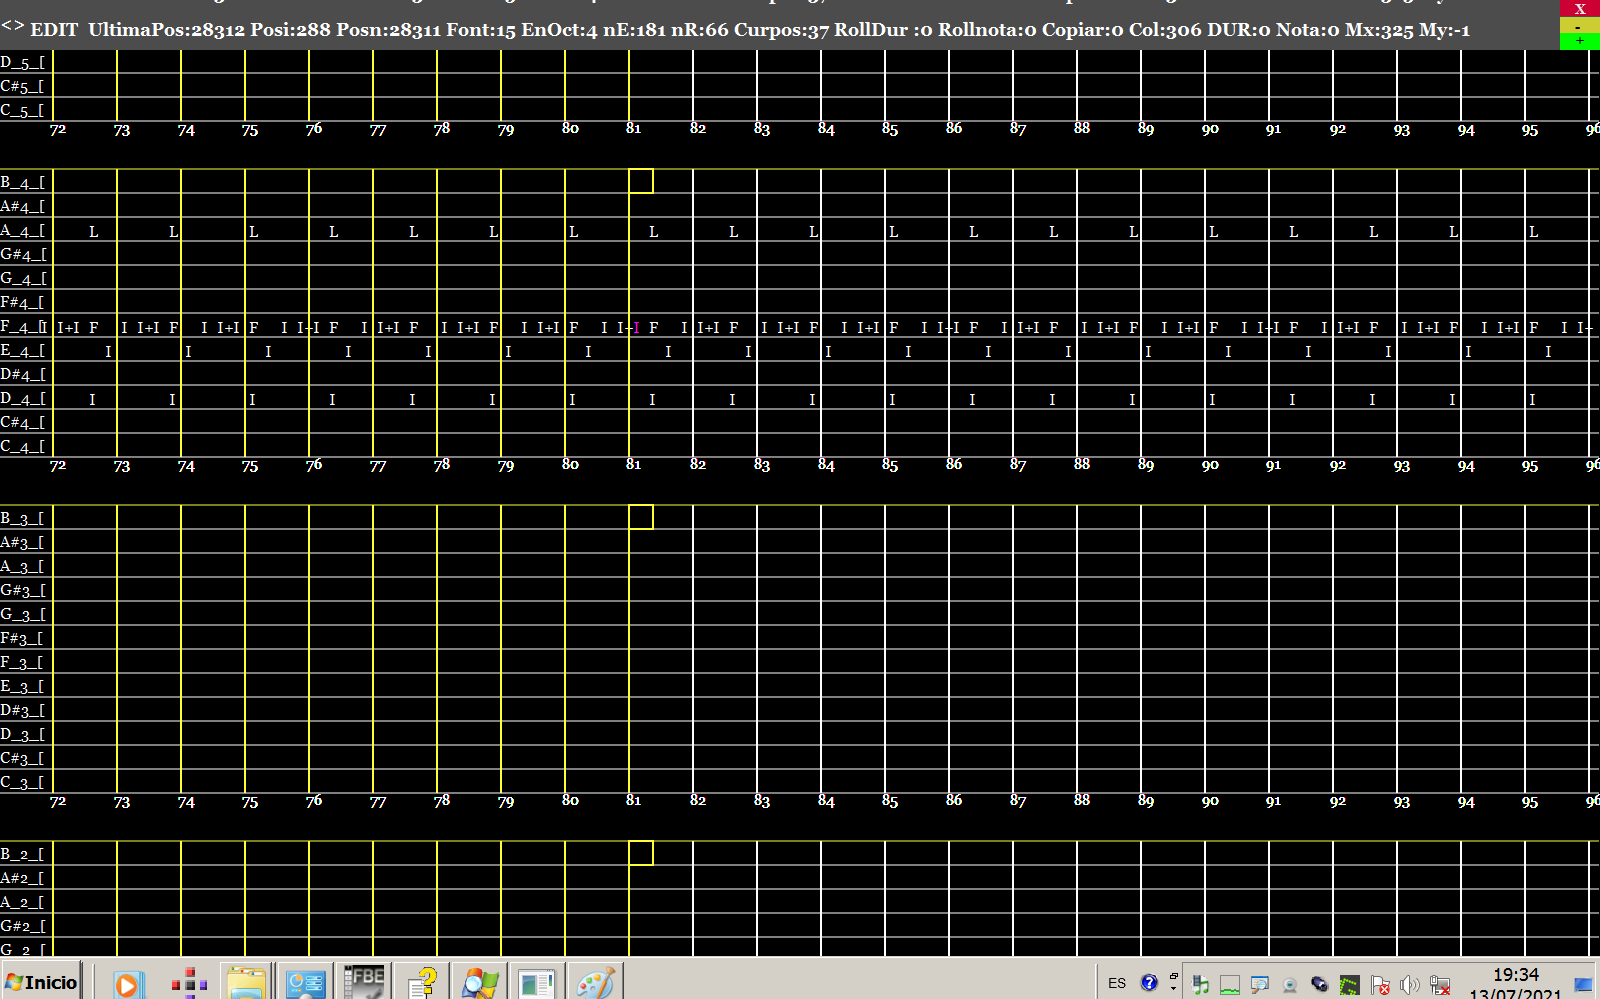 <> EDIT UltimaPos:28312 Posi:288 Posn:28311 Font:15 EnOct:4 nE:181 nR:66 Curpos:37 RollDur :0 Rollnota:0 Copiar:0 Col:306 DUR:0 Nota:0 Mx:325 My:-1
X
-
+
D_5_[
C#5_[
C_5_[
72 73 74 75 76 77 78 79 80 81 82 83 84 85 86 87 88 89 90 91 92 93 94 95 96
B_4_[
A#4_[
A_4_[ L L L L L L L L L L L L L L L L L L L
G#4_[
G_4_[
F#4_[
F_4_[I I+I F I I+I F I I+I F I I+I F I I+I F I I+I F I I+I F I I+I F I I+I F I I+I F I I+I F I I+I F I I+I F I I+I F I I+I F I I+I F I I+I F I I+I F I I+
E_4_[ I I I I I I I I I I I I I I I I I I I
D#4_[
D_4_[ I I I I I I I I I I I I I I I I I I I
C#4_[
C_4_[
72 73 74 75 76 77 78 79 80 81 82 83 84 85 86 87 88 89 90 91 92 93 94 95 96
B_3_[
A#3_[
A_3_[
G#3_[
G_3_[
F#3_[
F_3_[
E_3_[
D#3_[
D_3_[
C#3_[
C_3_[
72 73 74 75 76 77 78 79 80 81 82 83 84 85 86 87 88 89 90 91 92 93 94 95 96
B_2_[
A#2_[
A_2_[
G#2_[
G_2_[
Inicio FBE ES 19:34
13/07/2021